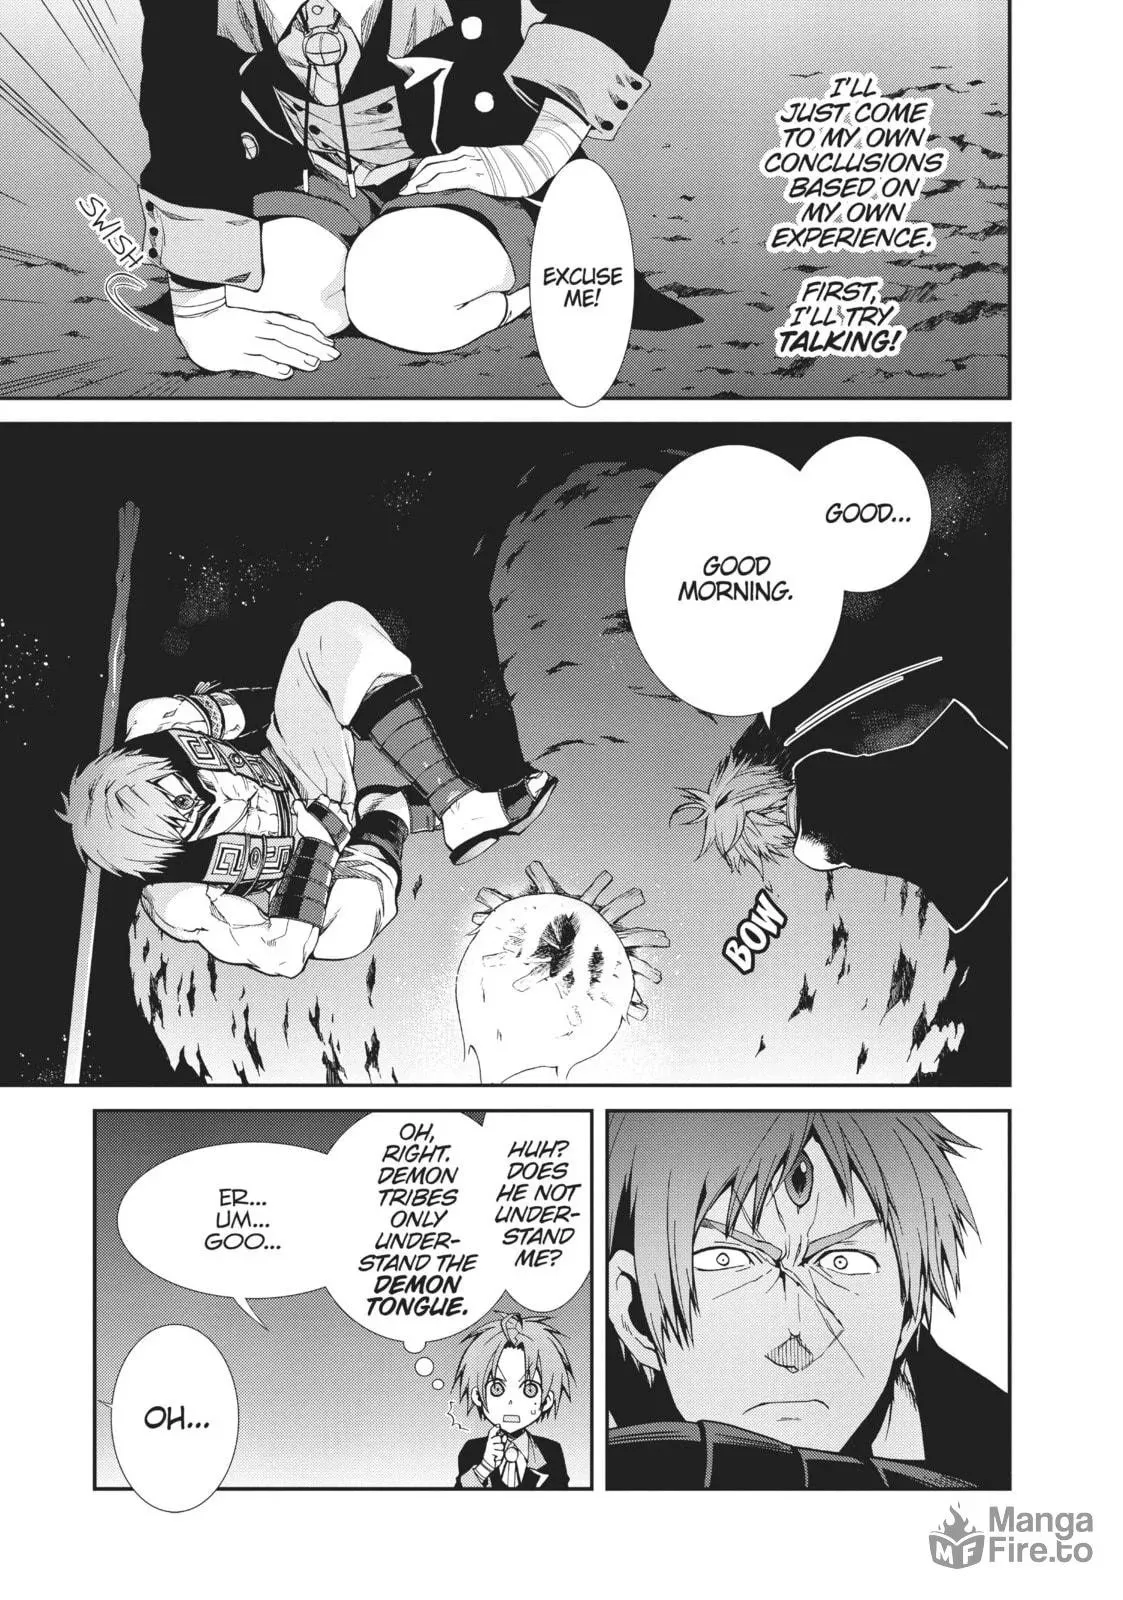 I'LL
JUST COME
TO MY OWN
CONCLUSIONS
BASED ON
MY OWN
EXPERIENCE.
FIRST,
I'LL TRY
TALKING!
EXCUSE
ME!
SWISH
GOOD...
GOOD
MORNING.
BOW
HUH?
DOES
HE NOT
UNDER-
STAND
ME?
OH,
RIGHT.
DEMON
TRIBES
ONLY
UNDER-
STAND THE
DEMON
TONGUE.
ER...
UM...
GOO...
OH...
Manga
MF Fire.to